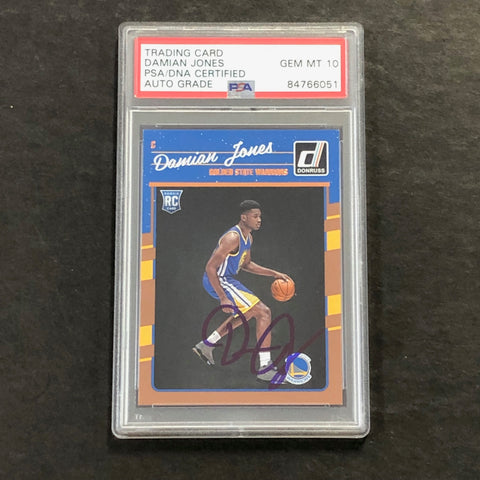 TRADING CARD
DAMIAN JONES GEM MT 10
PSA/DNA CERTIFIED
AUTO GRADE PSA 84766051
C
Damian Jones
GOLDEN STATE WARRIORS
DONRUSS
RC